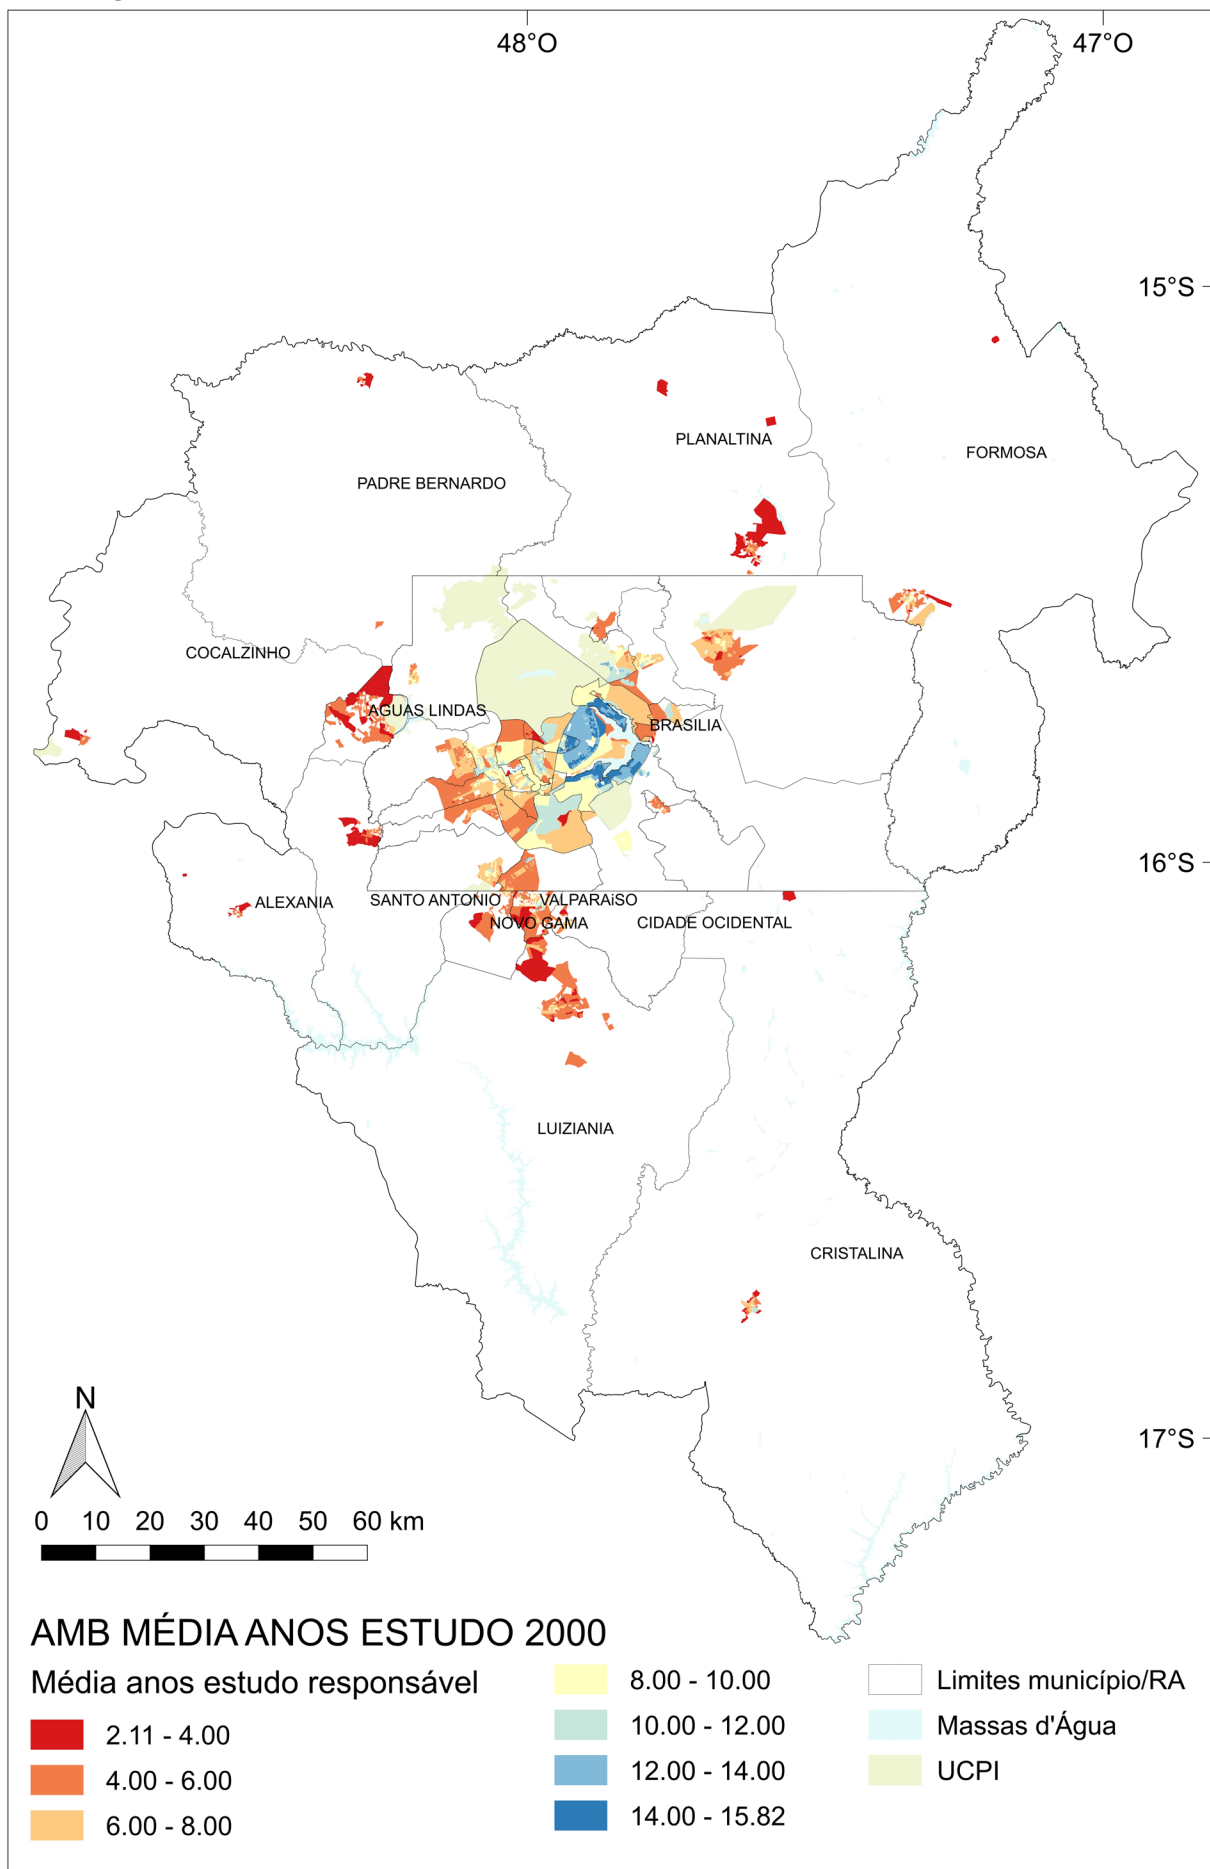 48°O
47°O
15°S
PLANALTINA
FORMOSA
PADRE BERNARDO
COCALZINHO
AGUAS LINDAS
BRASILIA
16°S
ALEXANIA
SANTO ANTONIO
VALPARAiSO
NOVO GAMA
CIDADE OCIDENTAL
LUIZIANIA
CRISTALINA
N
17°S
0 10 20 30 40 50 60 km
AMB MÉDIA ANOS ESTUDO 2000
Média anos estudo responsável
2.11 - 4.00
4.00 - 6.00
6.00 - 8.00
8.00 - 10.00
10.00 - 12.00
12.00 - 14.00
14.00 - 15.82
Limites município/RA
Massas d'Água
UCPI